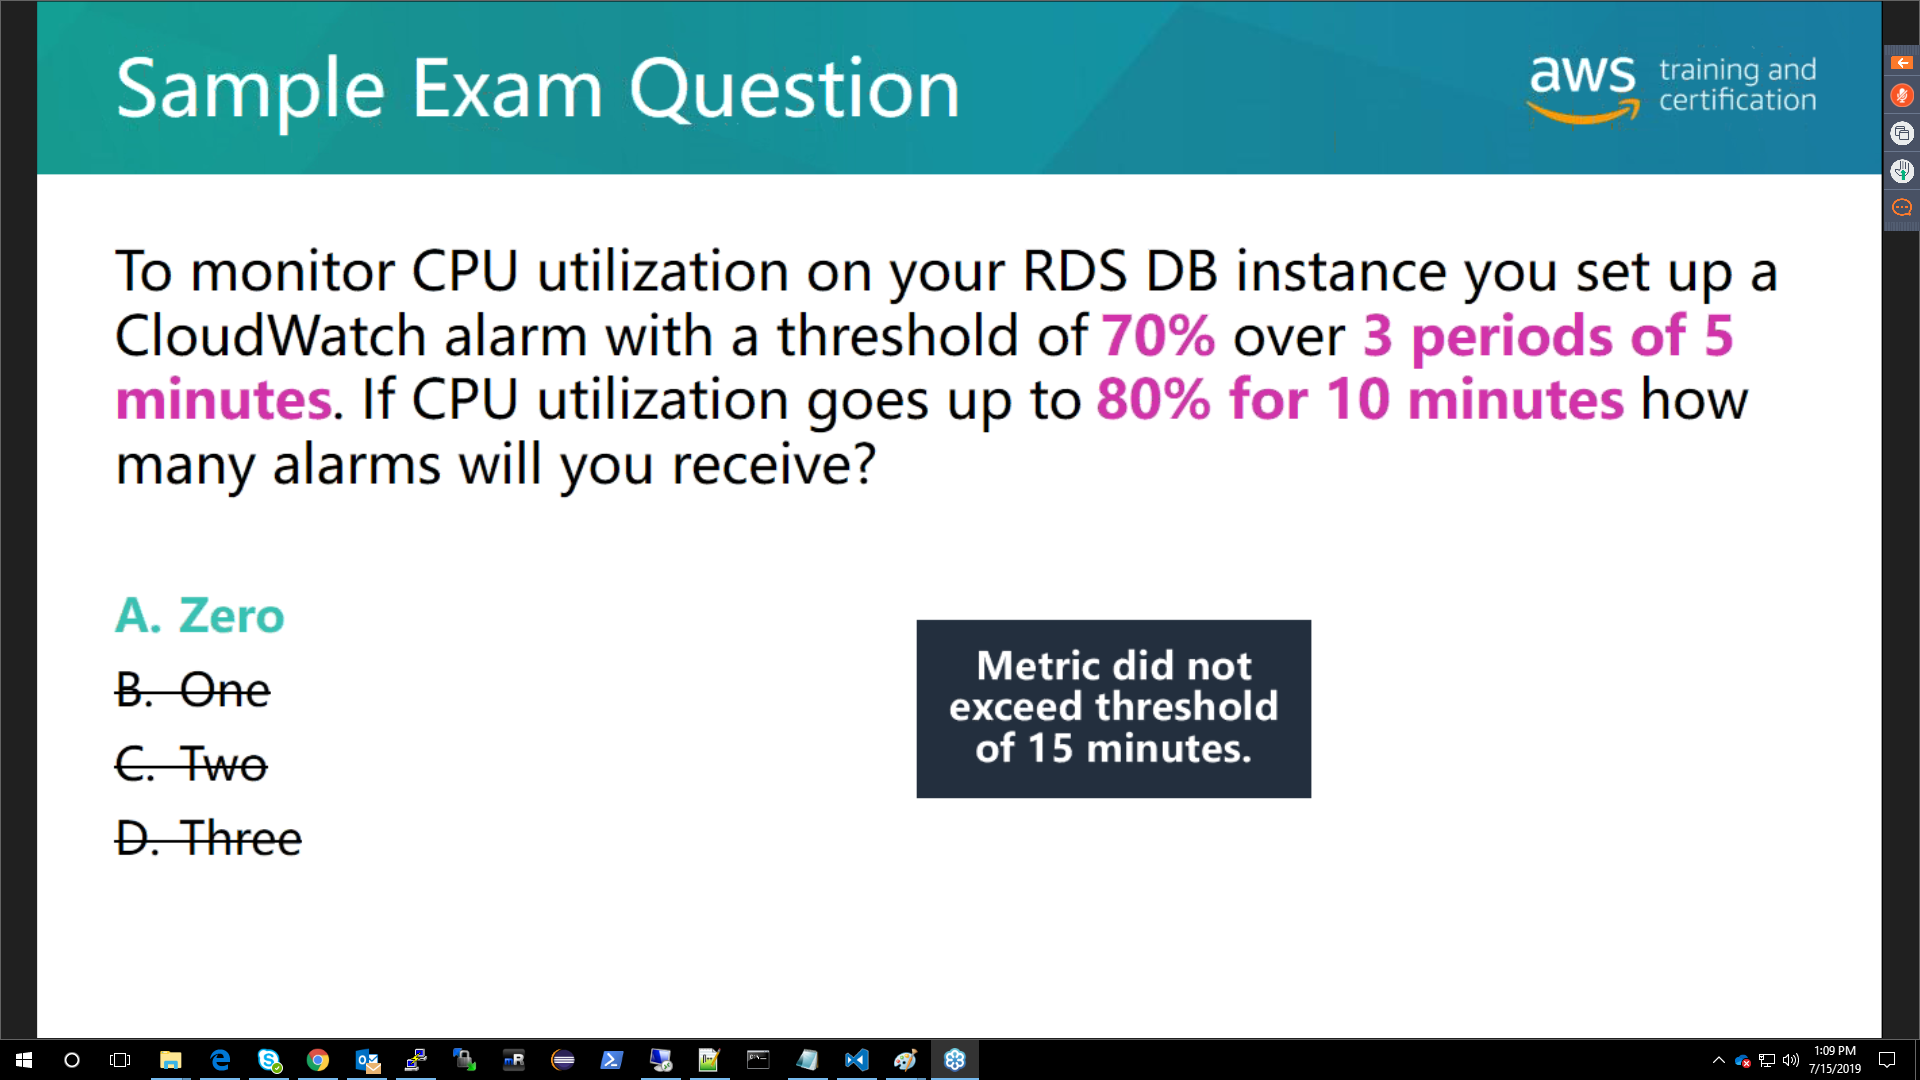 Sample Exam Question
aws training and certification
To monitor CPU utilization on your RDS DB instance you set up a
CloudWatch alarm with a threshold of 70% over 3 periods of 5
minutes. If CPU utilization goes up to 80% for 10 minutes how
many alarms will you receive?
A. Zero
B. One
C. Two
D. Three
Metric did not
exceed threshold
of 15 minutes.
1:09 PM
7/15/2019